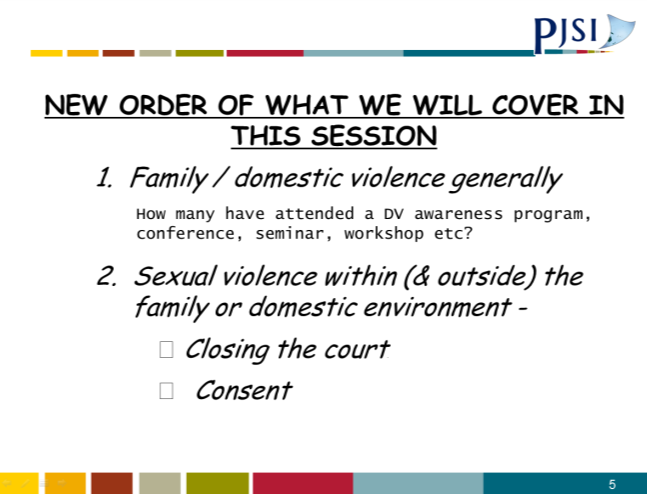 PJSI
NEW ORDER OF WHAT WE WILL COVER IN
THIS SESSION
1. Family / domestic violence generally
How many have attended a DV awareness program,
conference, seminar, workshop etc?
2. Sexual violence within (& outside) the
family or domestic environment -
□ Closing the court
□ Consent
5